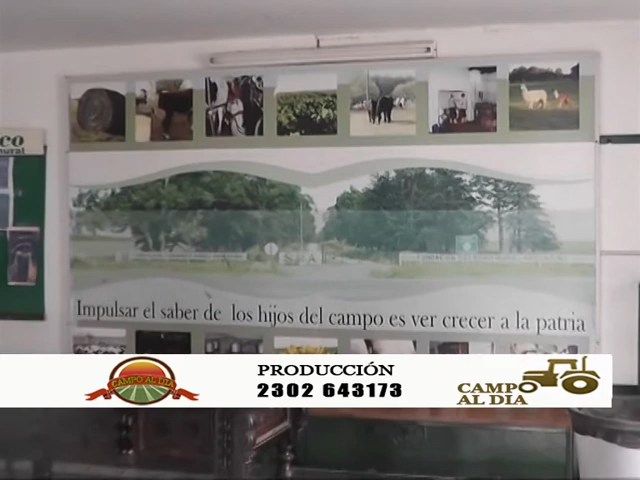 co
Impulsar el saber de los hijos del campo es ver crecer a la patria
CAMPO AL DIA
PRODUCCIÓN
2302 643173
CAMPO
AL DIA